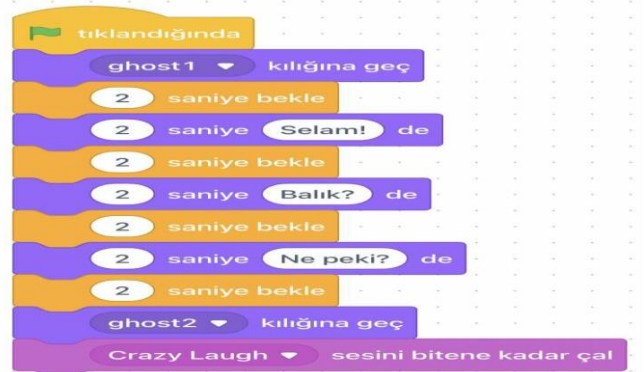 tıklandığında
ghost1 kılığına geç
2 saniye bekle
2 saniye Selam! de
2 saniye bekle
2 saniye Balık? de
2 saniye bekle
2 saniye Ne peki? de
2 saniye bekle
ghost2 kılığına geç
Crazy Laugh sesini bitene kadar çal